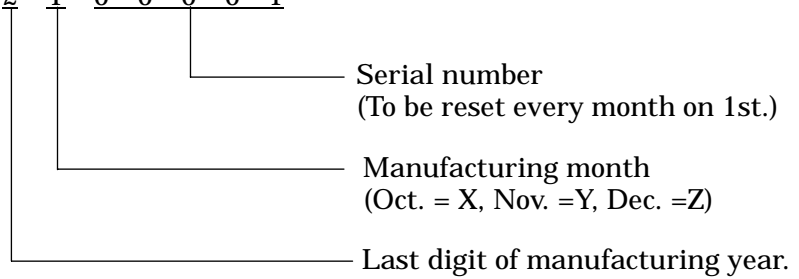 2 1 0 0 0 0 1
Serial number
(To be reset every month on 1st.)
Manufacturing month
(Oct. = X, Nov. =Y, Dec. =Z)
Last digit of manufacturing year.